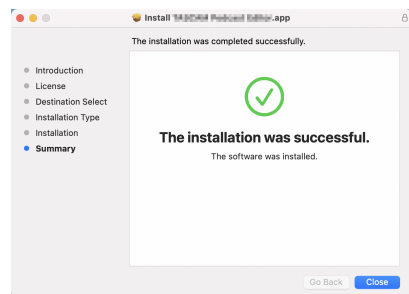 Install .app
The installation was completed successfully.
Introduction
License
Destination Select
Installation Type
Installation
Summary
The installation was successful.
The software was installed.
Go Back
Close